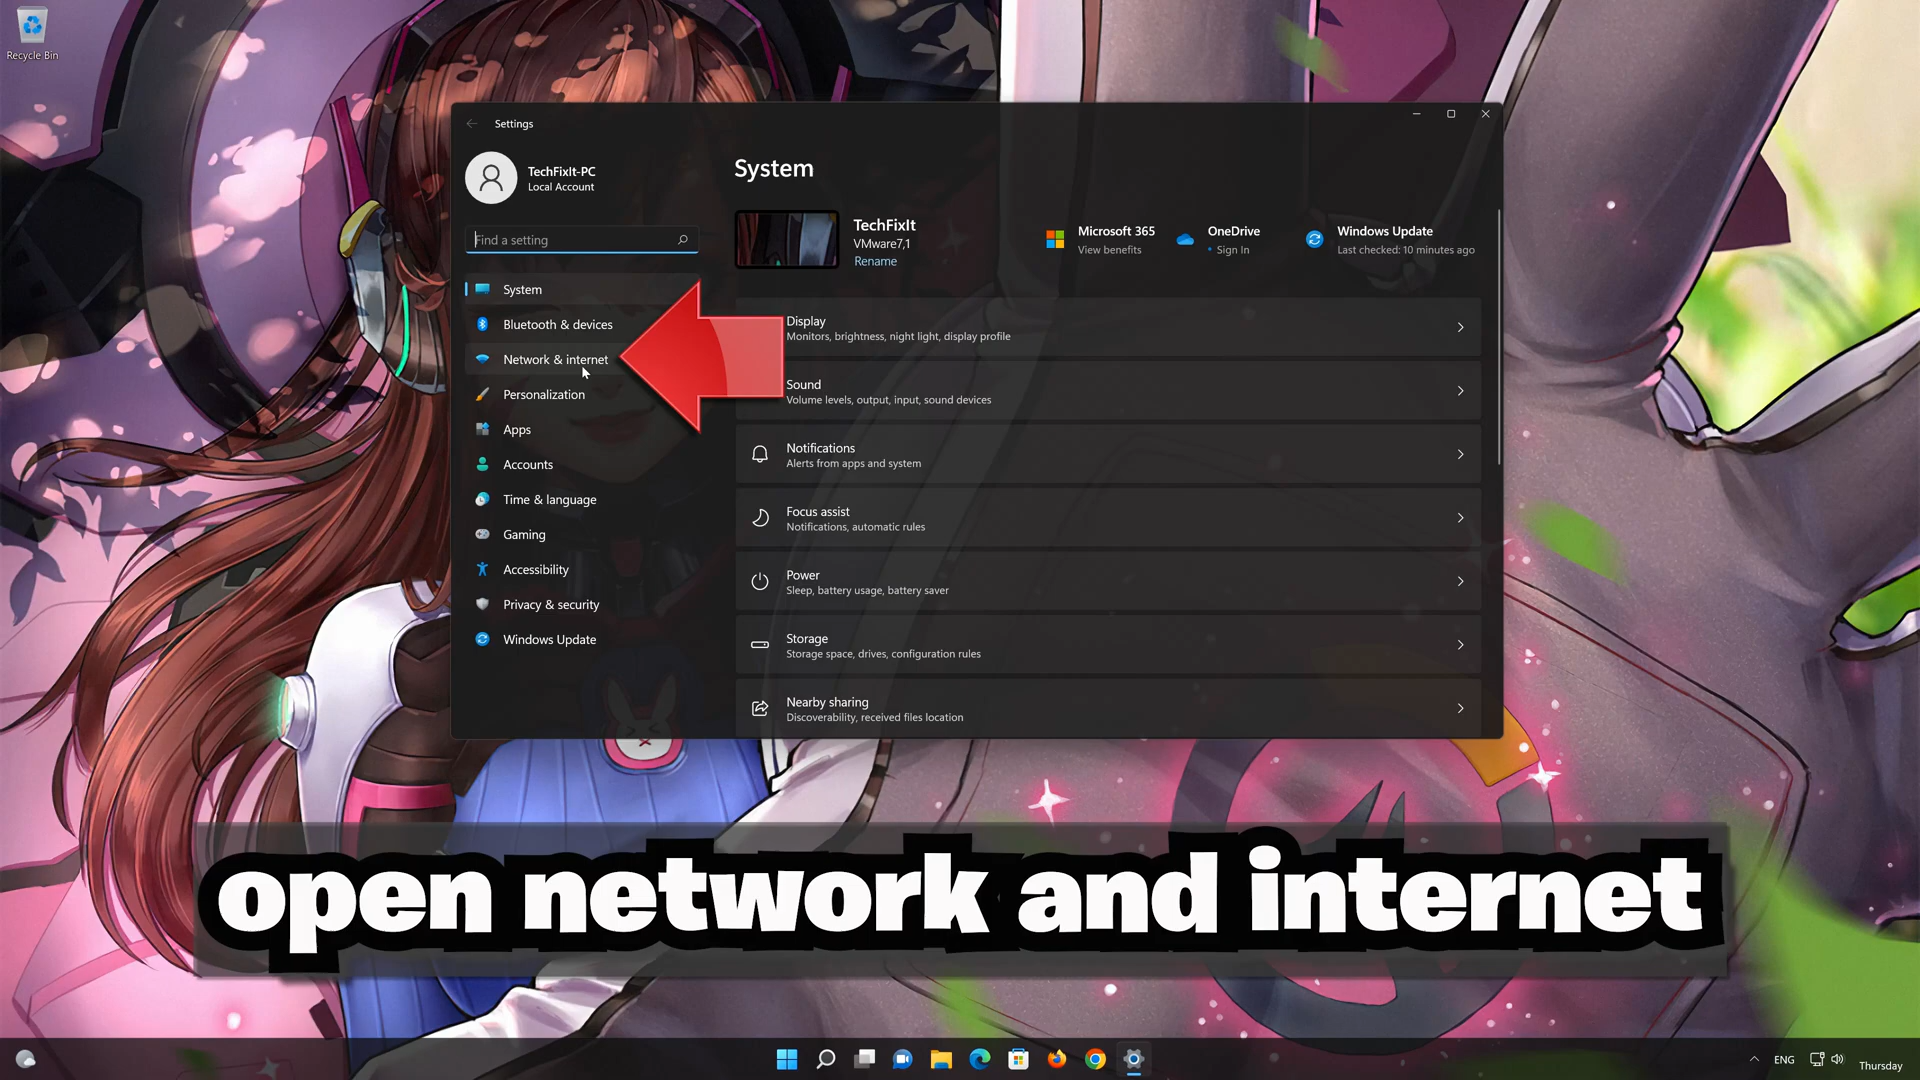 Recycle Bin
Settings
TechFixIt-PC
Local Account
Find a setting
System
Bluetooth & devices
Network & internet
Personalization
Apps
Accounts
Time & language
Gaming
Accessibility
Privacy & security
Windows Update
System
TechFixIt
VMware7,1
Rename
Microsoft 365
View benefits
OneDrive
• Sign In
Windows Update
Last checked: 10 minutes ago
Display
Monitors, brightness, night light, display profile
Sound
Volume levels, output, input, sound devices
Notifications
Alerts from apps and system
Focus assist
Notifications, automatic rules
Power
Sleep, battery usage, battery saver
Storage
Storage space, drives, configuration rules
Nearby sharing
Discoverability, received files location
open network and internet
ENG
Thursday